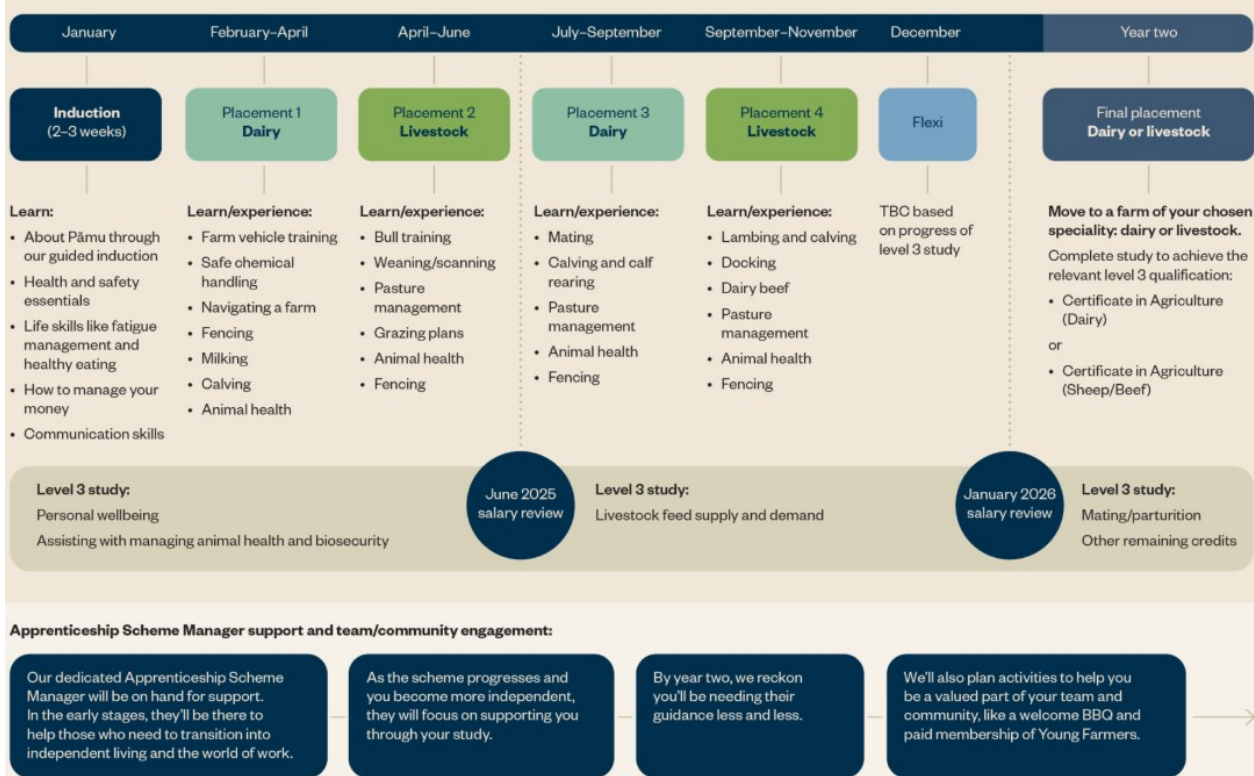 January
February–April
April–June
July–September
September–November
December
Year two
Induction
(2–3 weeks)
Placement 1
Dairy
Placement 2
Livestock
Placement 3
Dairy
Placement 4
Livestock
Flexi
Final placement
Dairy or livestock
Learn:
• About Pāmu through
our guided induction
• Health and safety
essentials
• Life skills like fatigue
management and
healthy eating
• How to manage your
money
• Communication skills
Learn/experience:
• Farm vehicle training
• Safe chemical
handling
• Navigating a farm
• Fencing
• Milking
• Calving
• Animal health
Learn/experience:
• Bull training
• Weaning/scanning
• Pasture
management
• Grazing plans
• Animal health
• Fencing
Learn/experience:
• Mating
• Calving and calf
rearing
• Pasture
management
• Animal health
• Fencing
Learn/experience:
• Lambing and calving
• Docking
• Dairy beef
• Pasture
management
• Animal health
• Fencing
TBC based
on progress of
level 3 study
Move to a farm of your chosen
speciality: dairy or livestock.
Complete study to achieve the
relevant level 3 qualification:
• Certificate in Agriculture
(Dairy)
or
• Certificate in Agriculture
(Sheep/Beef)
Level 3 study:
Personal wellbeing
Assisting with managing animal health and biosecurity
June 2025
salary review
Level 3 study:
Livestock feed supply and demand
January 2026
salary review
Level 3 study:
Mating/parturition
Other remaining credits
Apprenticeship Scheme Manager support and team/community engagement:
Our dedicated Apprenticeship Scheme
Manager will be on hand for support.
In the early stages, they'll be there to
help those who need to transition into
independent living and the world of work.
As the scheme progresses and
you become more independent,
they will focus on supporting you
through your study.
By year two, we reckon
you'll be needing their
guidance less and less.
We'll also plan activities to help you
be a valued part of your team and
community, like a welcome BBQ and
paid membership of Young Farmers.